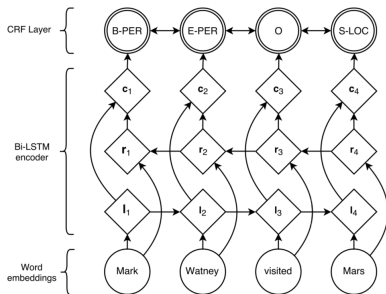 CRF Layer
B-PER E-PER O S-LOC
c1 c2 c3 c4
Bi-LSTM
encoder
r1 r2 r3 r4
l1 l2 l3 l4
Word
embeddings
Mark Watney visited Mars